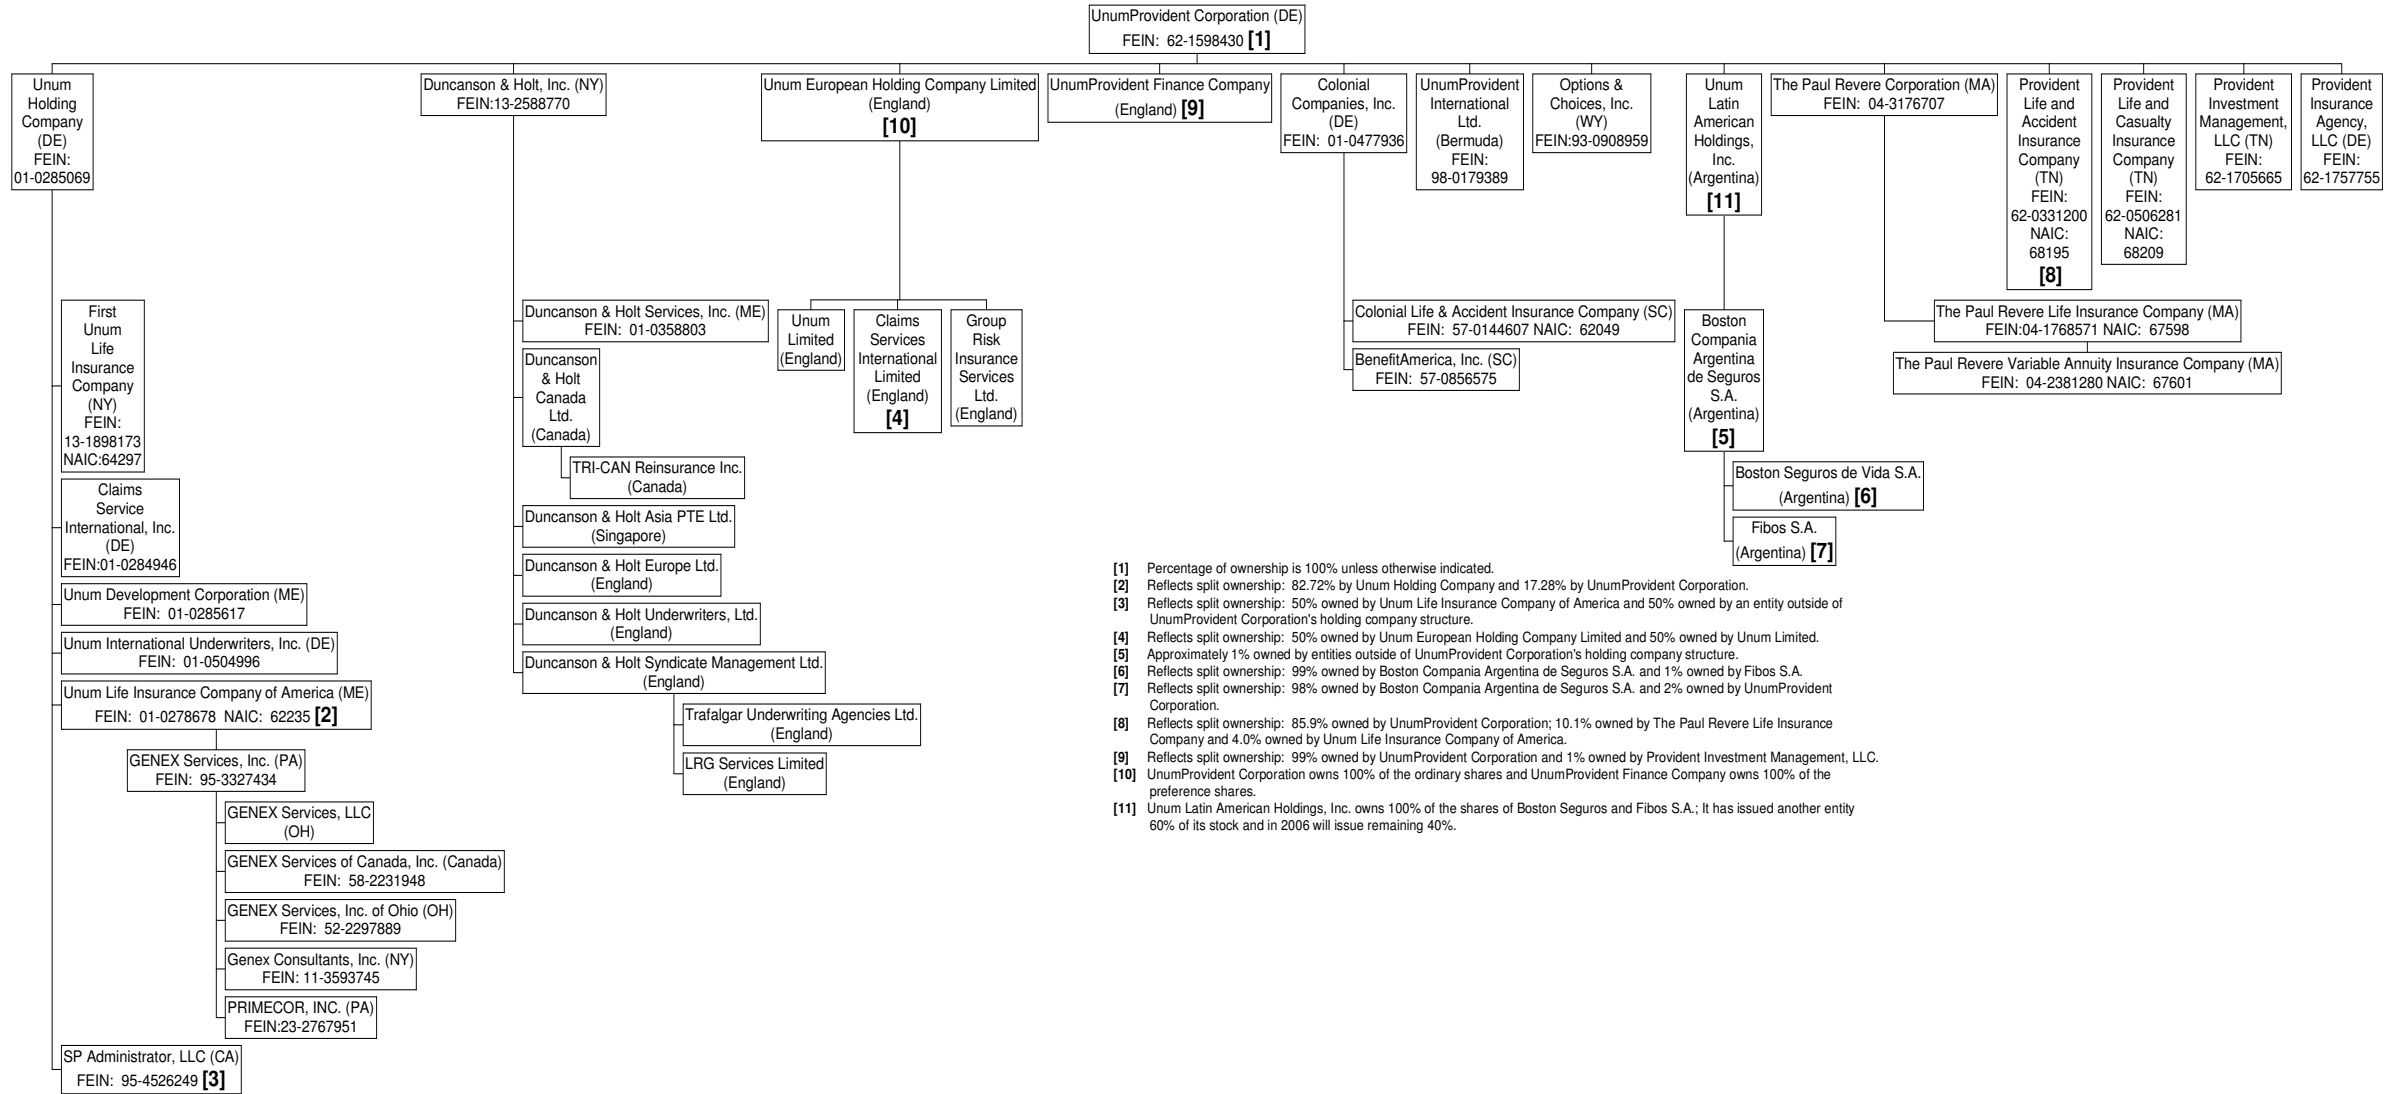 UnumProvident Corporation (DE)
FEIN: 62-1598430 [1]
Unum
Holding
Company
(DE)
FEIN:
01-0285069
Duncanson & Holt, Inc. (NY)
FEIN:13-2588770
Unum European Holding Company Limited
(England)
[10]
UnumProvident Finance Company
(England) [9]
Colonial
Companies, Inc.
(DE)
FEIN: 01-0477936
UnumProvident
International
Ltd.
(Bermuda)
FEIN:
98-0179389
Options &
Choices, Inc.
(WY)
FEIN:93-0908959
Unum
Latin
American
Holdings,
Inc.
(Argentina)
[11]
The Paul Revere Corporation (MA)
FEIN: 04-3176707
Provident
Life and
Accident
Insurance
Company
(TN)
FEIN:
62-0331200
NAIC:
68195
[8]
Provident
Life and
Casualty
Insurance
Company
(TN)
FEIN:
62-0506281
NAIC:
68209
Provident
Investment
Management,
LLC (TN)
FEIN:
62-1705665
Provident
Insurance
Agency,
LLC (DE)
FEIN:
62-1757755
First
Unum
Life
Insurance
Company
(NY)
FEIN:
13-1898173
NAIC:64297
Claims
Service
International, Inc.
(DE)
FEIN:01-0284946
Unum Development Corporation (ME)
FEIN: 01-0285617
Unum International Underwriters, Inc. (DE)
FEIN: 01-0504996
Unum Life Insurance Company of America (ME)
FEIN: 01-0278678 NAIC: 62235 [2]
GENEX Services, Inc. (PA)
FEIN: 95-3327434
GENEX Services, LLC
(OH)
GENEX Services of Canada, Inc. (Canada)
FEIN: 58-2231948
GENEX Services, Inc. of Ohio (OH)
FEIN: 52-2297889
Genex Consultants, Inc. (NY)
FEIN: 11-3593745
PRIMECOR, INC. (PA)
FEIN:23-2767951
SP Administrator, LLC (CA)
FEIN: 95-4526249 [3]
Duncanson & Holt Services, Inc. (ME)
FEIN: 01-0358803
Duncanson
& Holt
Canada
Ltd.
(Canada)
TRI-CAN Reinsurance Inc.
(Canada)
Duncanson & Holt Asia PTE Ltd.
(Singapore)
Duncanson & Holt Europe Ltd.
(England)
Duncanson & Holt Underwriters, Ltd.
(England)
Duncanson & Holt Syndicate Management Ltd.
(England)
Trafalgar Underwriting Agencies Ltd.
(England)
LRG Services Limited
(England)
Unum
Limited
(England)
Claims
Services
International
Limited
(England)
[4]
Group
Risk
Insurance
Services
Ltd.
(England)
Colonial Life & Accident Insurance Company (SC)
FEIN: 57-0144607 NAIC: 62049
BenefitAmerica, Inc. (SC)
FEIN: 57-0856575
Boston
Compania
Argentina
de Seguros
S.A.
(Argentina)
[5]
Boston Seguros de Vida S.A.
(Argentina) [6]
Fibos S.A.
(Argentina) [7]
The Paul Revere Life Insurance Company (MA)
FEIN:04-1768571 NAIC: 67598
The Paul Revere Variable Annuity Insurance Company (MA)
FEIN: 04-2381280 NAIC: 67601
[1] Percentage of ownership is 100% unless otherwise indicated.
[2] Reflects split ownership: 82.72% by Unum Holding Company and 17.28% by UnumProvident Corporation.
[3] Reflects split ownership: 50% owned by Unum Life Insurance Company of America and 50% owned by an entity outside of
UnumProvident Corporation's holding company structure.
[4] Reflects split ownership: 50% owned by Unum European Holding Company Limited and 50% owned by Unum Limited.
[5] Approximately 1% owned by entities outside of UnumProvident Corporation's holding company structure.
[6] Reflects split ownership: 99% owned by Boston Compania Argentina de Seguros S.A. and 1% owned by Fibos S.A.
[7] Reflects split ownership: 98% owned by Boston Compania Argentina de Seguros S.A. and 2% owned by UnumProvident
Corporation.
[8] Reflects split ownership: 85.9% owned by UnumProvident Corporation; 10.1% owned by The Paul Revere Life Insurance
Company and 4.0% owned by Unum Life Insurance Company of America.
[9] Reflects split ownership: 99% owned by UnumProvident Corporation and 1% owned by Provident Investment Management, LLC.
[10] UnumProvident Corporation owns 100% of the ordinary shares and UnumProvident Finance Company owns 100% of the
preference shares.
[11] Unum Latin American Holdings, Inc. owns 100% of the shares of Boston Seguros and Fibos S.A.; It has issued another entity
60% of its stock and in 2006 will issue remaining 40%.